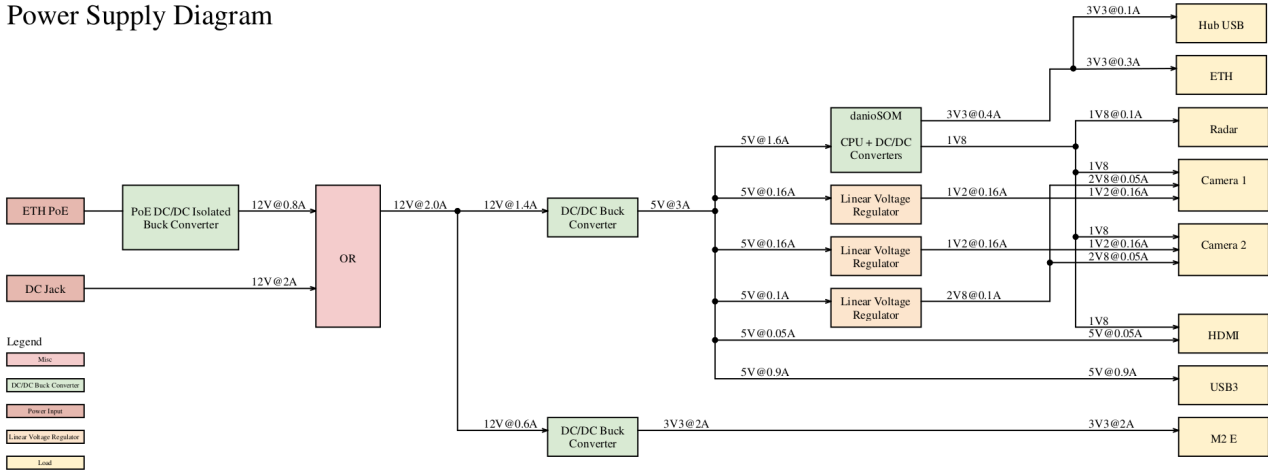 Power Supply Diagram
3V3@0.1A
Hub USB
3V3@0.3A
ETH
danioSOM
CPU + DC/DC
Converters
3V3@0.4A
1V8
1V8@0.1A
Radar
5V@1.6A
1V8
2V8@0.05A
1V2@0.16A
Camera 1
5V@0.16A
Linear Voltage
Regulator
1V2@0.16A
ETH PoE
PoE DC/DC Isolated
Buck Converter
12V@0.8A
OR
12V@2.0A
12V@1.4A
DC/DC Buck
Converter
5V@3A
5V@0.16A
Linear Voltage
Regulator
1V2@0.16A
1V8
1V2@0.16A
2V8@0.05A
Camera 2
DC Jack
12V@2A
5V@0.1A
Linear Voltage
Regulator
2V8@0.1A
1V8
5V@0.05A
5V@0.05A
HDMI
5V@0.9A
5V@0.9A
USB3
12V@0.6A
DC/DC Buck
Converter
3V3@2A
3V3@2A
M2 E
Legend
Misc
DC/DC Buck Converter
Power Input
Linear Voltage Regulator
Load